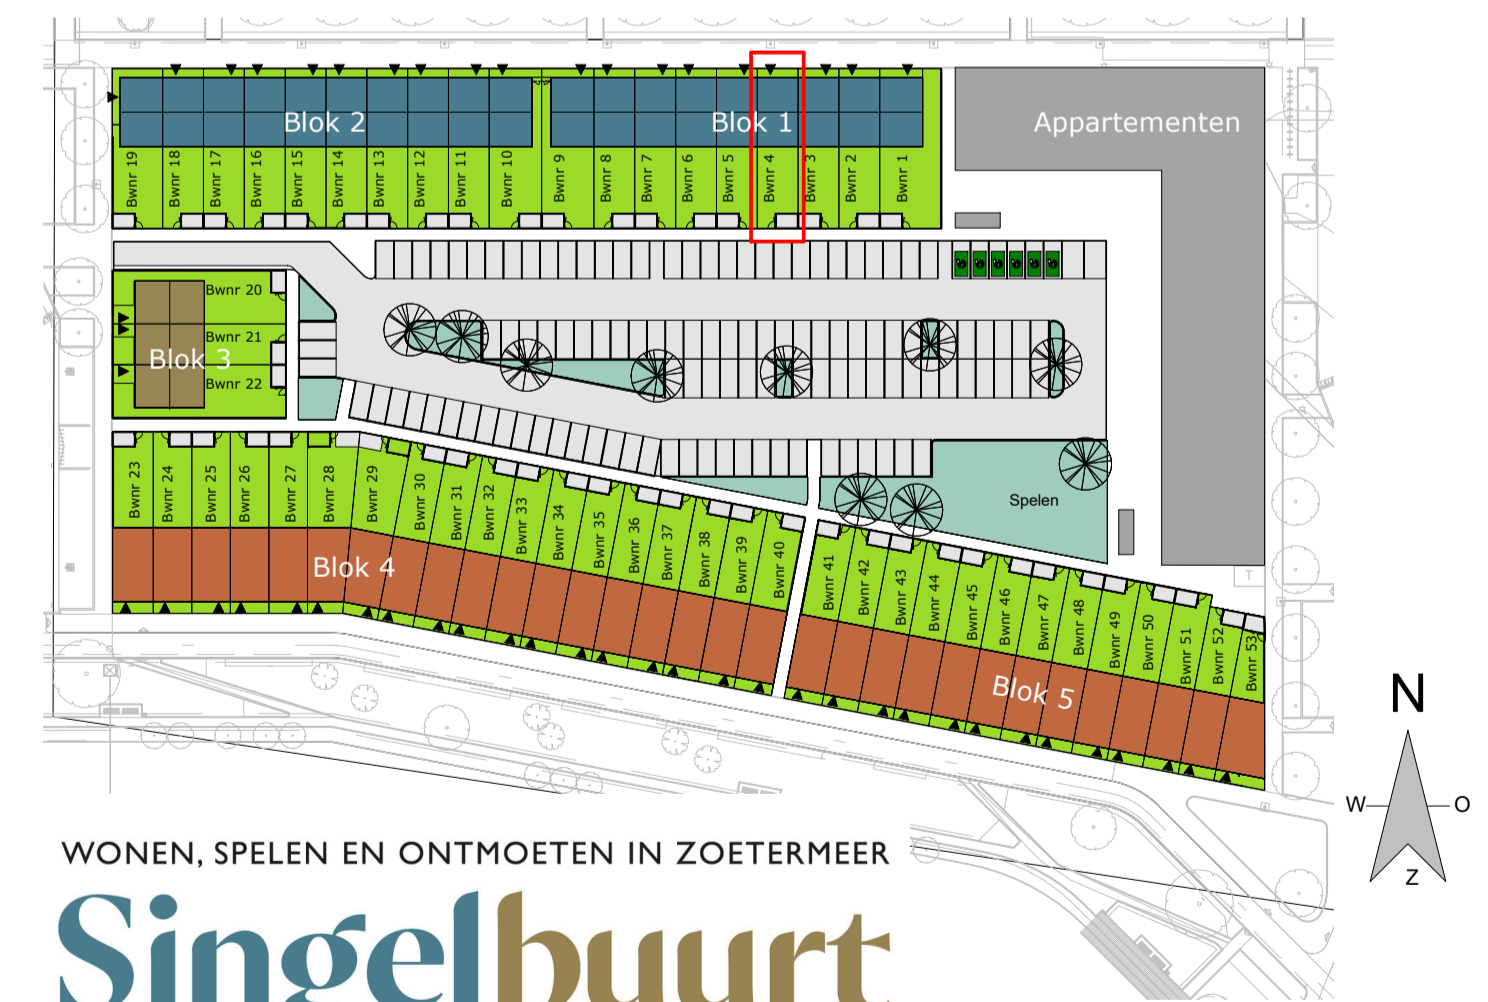 Blok 2
Blok 1
Appartementen
Bwnr 19
Bwnr 18
Bwnr 17
Bwnr 16
Bwnr 15
Bwnr 14
Bwnr 13
Bwnr 12
Bwnr 11
Bwnr 10
Bwnr 9
Bwnr 8
Bwnr 7
Bwnr 6
Bwnr 5
Bwnr 4
Bwnr 3
Bwnr 2
Bwnr 1
Bwnr 20
Bwnr 21
Blok 3
Bwnr 22
Bwnr 23
Bwnr 24
Bwnr 25
Bwnr 26
Bwnr 27
Bwnr 28
Bwnr 29
Bwnr 30
Bwnr 31
Bwnr 32
Bwnr 33
Bwnr 34
Bwnr 35
Bwnr 36
Bwnr 37
Bwnr 38
Bwnr 39
Bwnr 40
Spelen
Bwnr 41
Bwnr 42
Bwnr 43
Bwnr 44
Bwnr 45
Bwnr 46
Bwnr 47
Bwnr 48
Bwnr 49
Bwnr 50
Bwnr 51
Bwnr 52
Bwnr 53
T
Blok 4
Blok 5
N
W
O
Z
WONEN, SPELEN EN ONTMOETEN IN ZOETERMEER
Singelbuurt